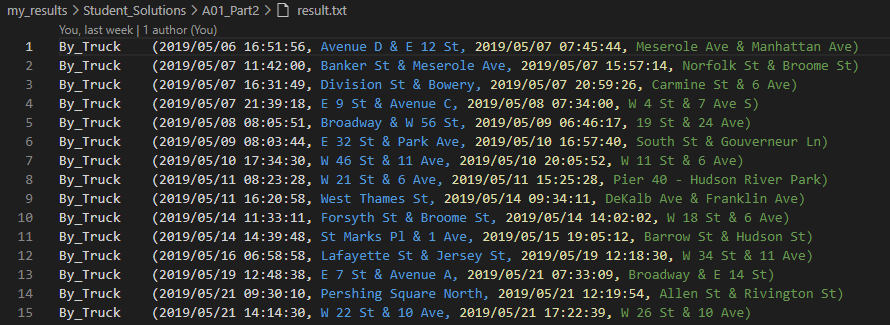 my_results > Student_Solutions > A01_Part2 > result.txt
You, last week | 1 author (You)
1 By_Truck (2019/05/06 16:51:56, Avenue D & E 12 St, 2019/05/07 07:45:44, Meserole Ave & Manhattan Ave)
2 By_Truck (2019/05/07 11:42:00, Banker St & Meserole Ave, 2019/05/07 15:57:14, Norfolk St & Broome St)
3 By_Truck (2019/05/07 16:31:49, Division St & Bowery, 2019/05/07 20:59:26, Carmine St & 6 Ave)
4 By_Truck (2019/05/07 21:39:18, E 9 St & Avenue C, 2019/05/08 07:34:00, W 4 St & 7 Ave S)
5 By_Truck (2019/05/08 08:05:51, Broadway & W 56 St, 2019/05/09 06:46:17, 19 St & 24 Ave)
6 By_Truck (2019/05/09 08:03:44, E 32 St & Park Ave, 2019/05/10 16:57:40, South St & Gouverneur Ln)
7 By_Truck (2019/05/10 17:34:30, W 46 St & 11 Ave, 2019/05/10 20:05:52, W 11 St & 6 Ave)
8 By_Truck (2019/05/11 08:23:28, W 21 St & 6 Ave, 2019/05/11 15:25:28, Pier 40 - Hudson River Park)
9 By_Truck (2019/05/11 16:20:58, West Thames St, 2019/05/14 09:34:11, DeKalb Ave & Franklin Ave)
10 By_Truck (2019/05/14 11:33:11, Forsyth St & Broome St, 2019/05/14 14:02:02, W 18 St & 6 Ave)
11 By_Truck (2019/05/14 14:39:48, St Marks Pl & 1 Ave, 2019/05/15 19:05:12, Barrow St & Hudson St)
12 By_Truck (2019/05/16 06:58:58, Lafayette St & Jersey St, 2019/05/19 12:18:30, W 34 St & 11 Ave)
13 By_Truck (2019/05/19 12:48:38, E 7 St & Avenue A, 2019/05/21 07:33:09, Broadway & E 14 St)
14 By_Truck (2019/05/21 09:30:10, Pershing Square North, 2019/05/21 12:19:54, Allen St & Rivington St)
15 By_Truck (2019/05/21 14:14:30, W 22 St & 10 Ave, 2019/05/21 17:22:39, W 26 St & 10 Ave)